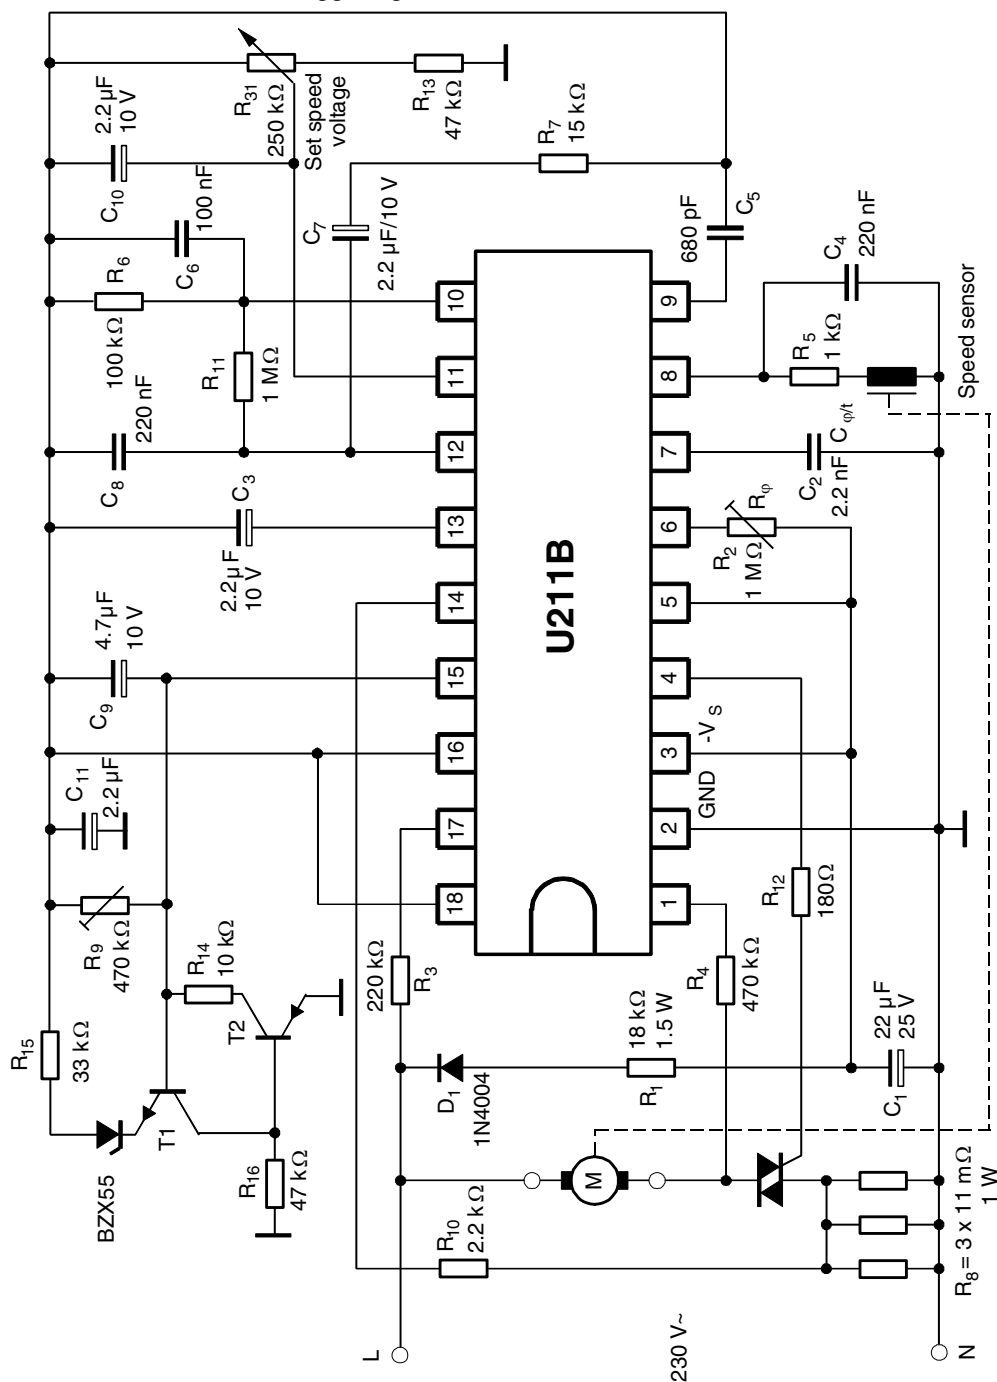 R31
250 kΩ
Set speed
voltage
R13
47 kΩ
C10
2.2 µF
10 V
C6
100 nF
R7
15 kΩ
C7
2.2 µF/10 V
680 pF
C5
R6
100 kΩ
R11
1 MΩ
C8
220 nF
C3
2.2 µF
10 V
C9
4.7 µF
10 V
C11
2.2 µF
R9
470 kΩ
R14
10 kΩ
T2
R15
33 kΩ
BZX55
T1
R16
47 kΩ
10
11
12
13
14
15
16
17
18
U211B
9
8
7
6
5
4
3
2
1
-VS
GND
C4
220 nF
R5
1 kΩ
Speed sensor
C φ/t
C2
2.2 nF
Rφ
R2
1 MΩ
R12
180Ω
220 kΩ
R3
R4
470 kΩ
D1
1N4004
18 kΩ
1.5 W
R1
22 µF
25 V
C1
M
R10
2.2 kΩ
R8 = 3 x 11 mΩ
1 W
L
230 V~
N